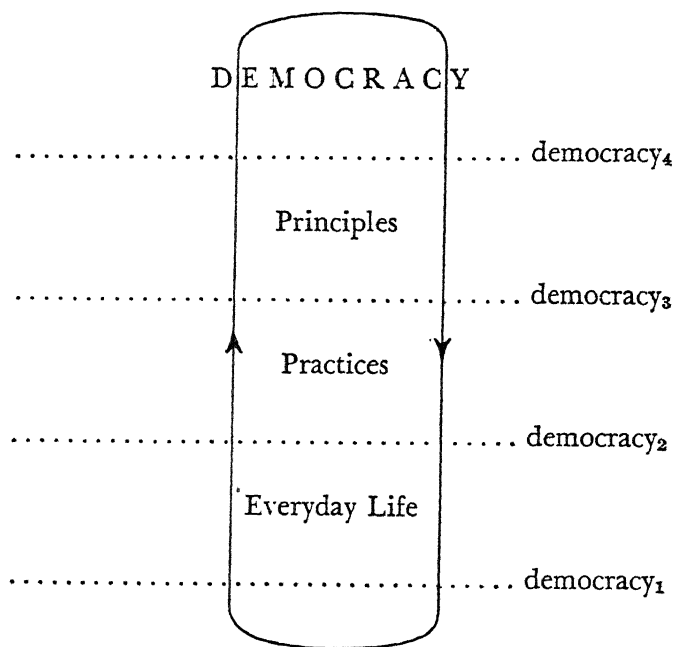 DEMOCRACY
democracy₄
Principles
democracy₃
Practices
democracy₂
Everyday Life
democracy₁